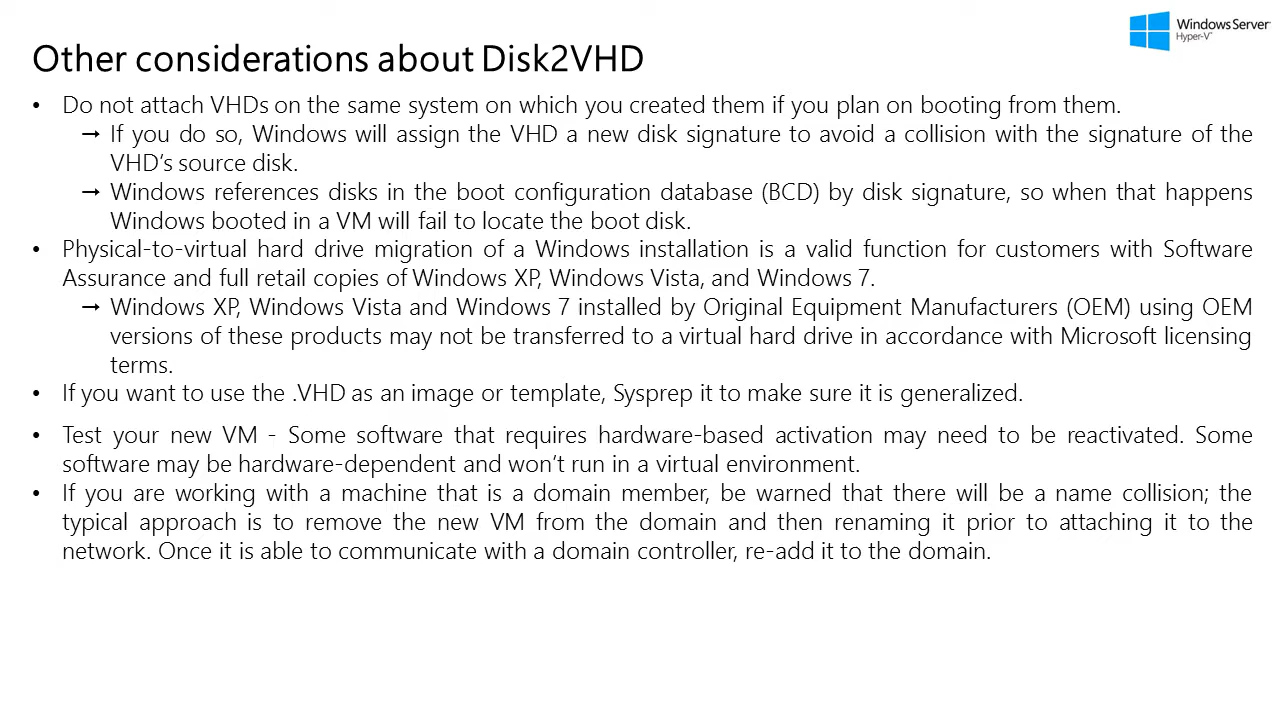 Windows Server
Hyper-V
Other considerations about Disk2VHD
• Do not attach VHDs on the same system on which you created them if you plan on booting from them.
→ If you do so, Windows will assign the VHD a new disk signature to avoid a collision with the signature of the
VHD’s source disk.
→ Windows references disks in the boot configuration database (BCD) by disk signature, so when that happens
Windows booted in a VM will fail to locate the boot disk.
• Physical-to-virtual hard drive migration of a Windows installation is a valid function for customers with Software
Assurance and full retail copies of Windows XP, Windows Vista, and Windows 7.
→ Windows XP, Windows Vista and Windows 7 installed by Original Equipment Manufacturers (OEM) using OEM
versions of these products may not be transferred to a virtual hard drive in accordance with Microsoft licensing
terms.
• If you want to use the .VHD as an image or template, Sysprep it to make sure it is generalized.
• Test your new VM - Some software that requires hardware-based activation may need to be reactivated. Some
software may be hardware-dependent and won’t run in a virtual environment.
• If you are working with a machine that is a domain member, be warned that there will be a name collision; the
typical approach is to remove the new VM from the domain and then renaming it prior to attaching it to the
network. Once it is able to communicate with a domain controller, re-add it to the domain.